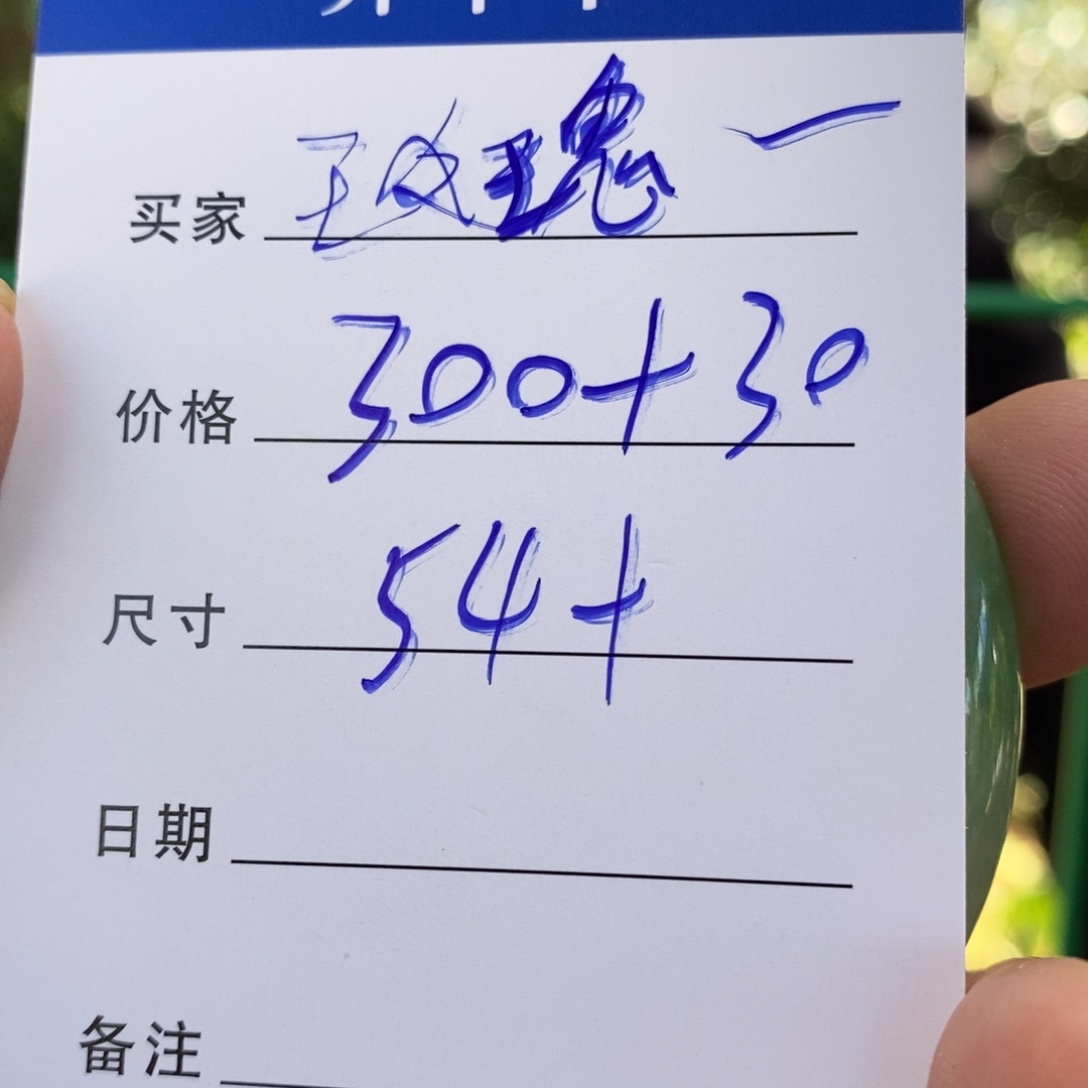 买家 玫瑰一
价格 300+30
尺寸 54+
日期
备注